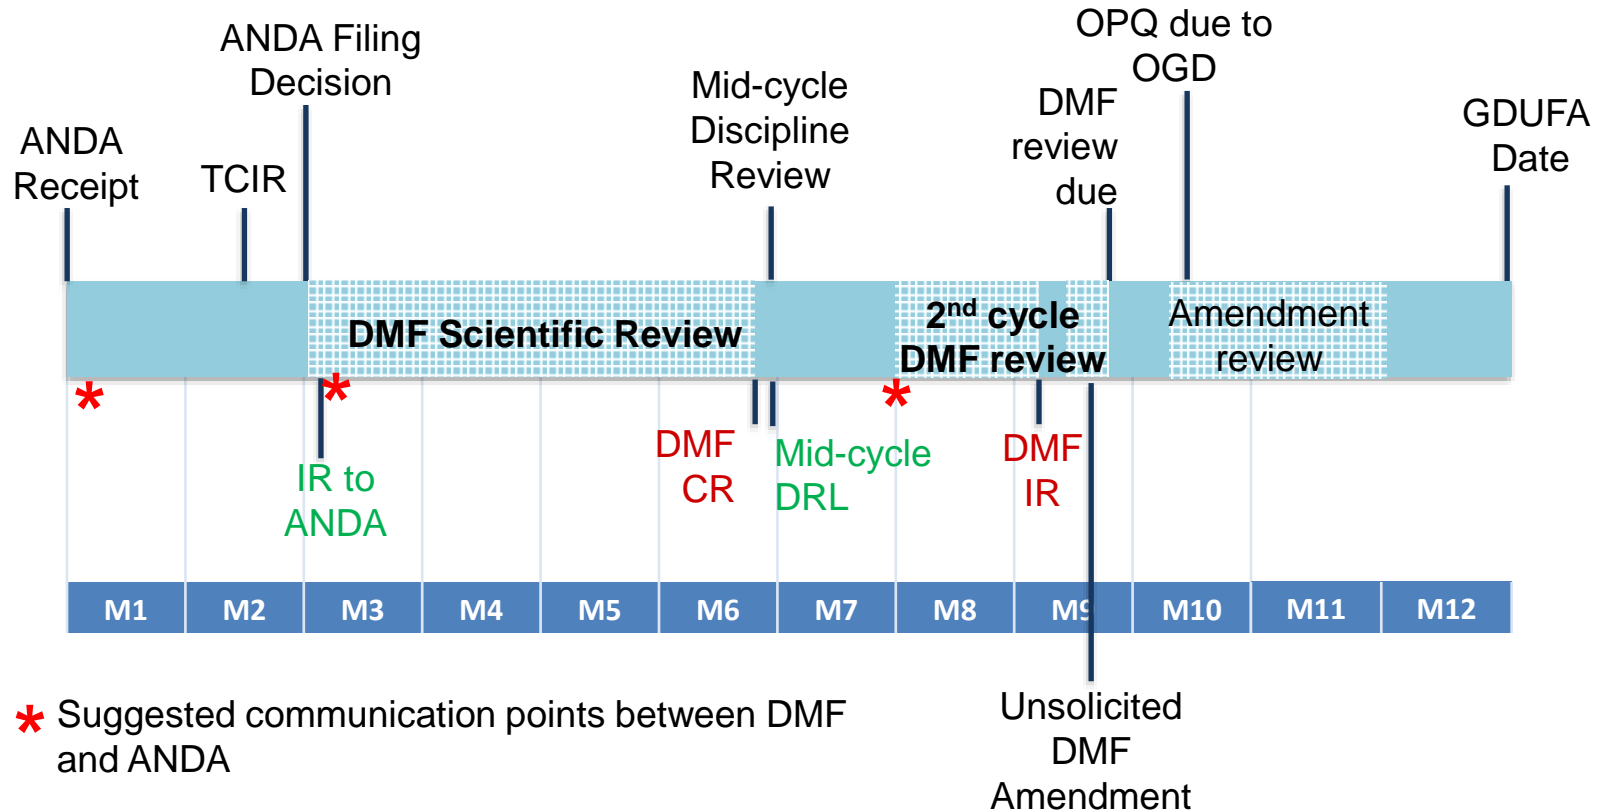 ANDA Filing
Decision
OPQ due to
OGD
Mid-cycle
Discipline
Review
DMF
review
due
GDUFA
Date
ANDA
Receipt
TCIR
DMF Scientific Review
2nd cycle
DMF review
Amendment
review
*
*
*
IR to
ANDA
DMF
CR
Mid-cycle
DRL
DMF
IR
M1 M2 M3 M4 M5 M6 M7 M8 M9 M10 M11 M12
* Suggested communication points between DMF
and ANDA
Unsolicited
DMF
Amendment